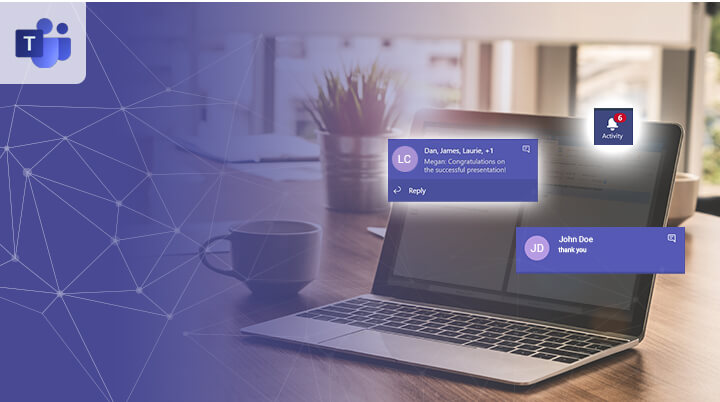 T
6
Activity
LC
Dan, James, Laurie, +1
Megan: Congratulations on
the successful presentation!
Reply
JD
John Doe
thank you